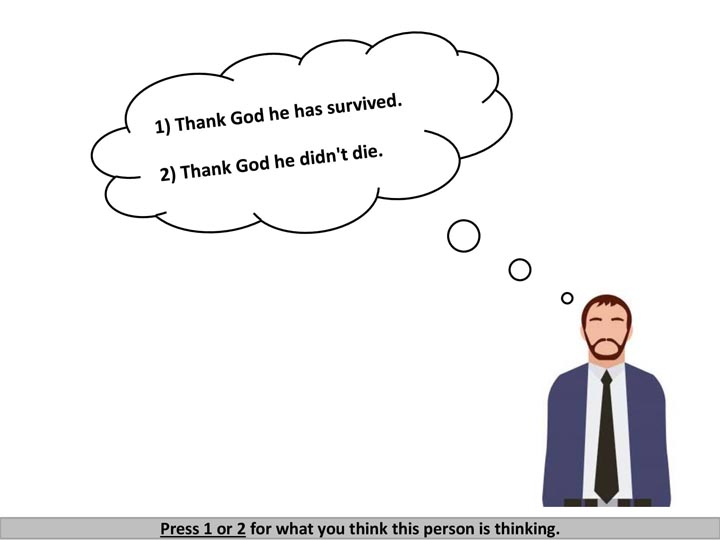 1) Thank God he has survived.
2) Thank God he didn't die.
Press 1 or 2 for what you think this person is thinking.